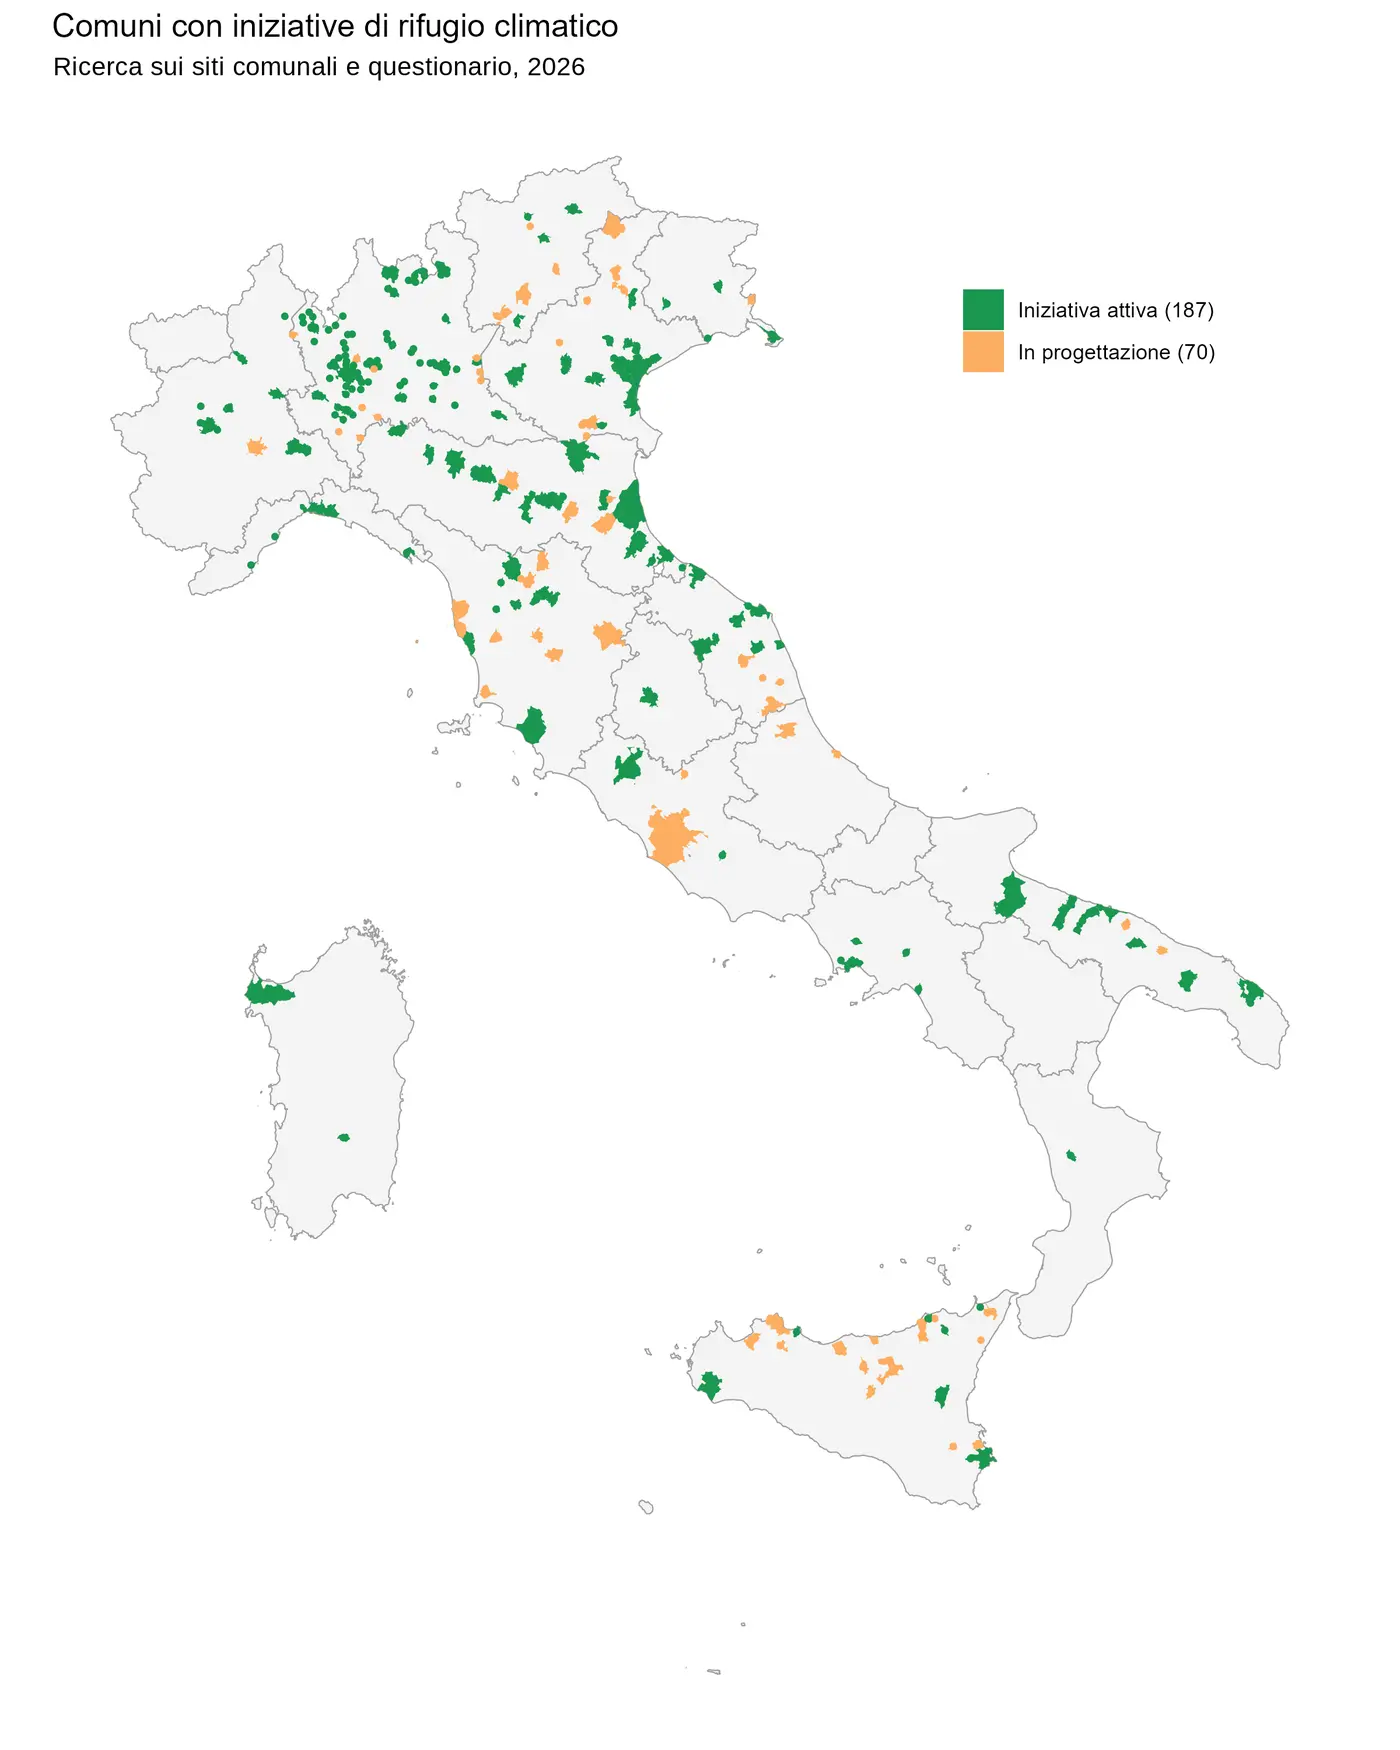 Comuni con iniziative di rifugio climatico
Ricerca sui siti comunali e questionario, 2026
Iniziativa attiva (187)
In progettazione (70)